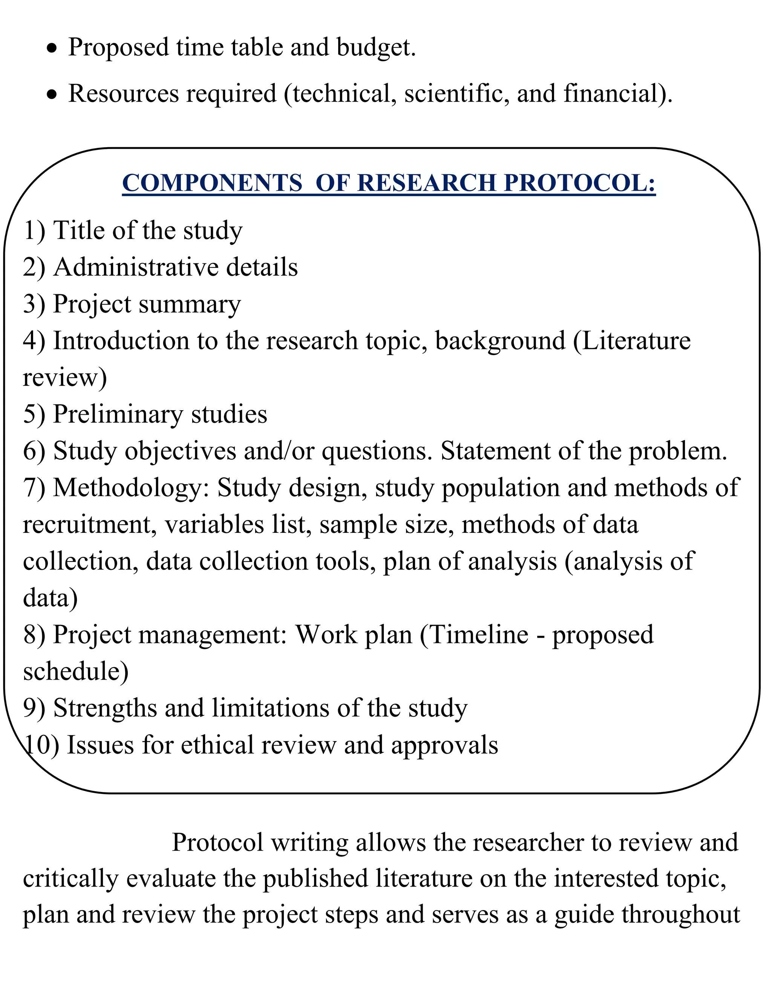 • Proposed time table and budget.
• Resources required (technical, scientific, and financial).
COMPONENTS  OF RESEARCH PROTOCOL:
1) Title of the study
2) Administrative details
3) Project summary
4) Introduction to the research topic, background (Literature
review)
5) Preliminary studies
6) Study objectives and/or questions. Statement of the problem.
7) Methodology: Study design, study population and methods of
recruitment, variables list, sample size, methods of data
collection, data collection tools, plan of analysis (analysis of
data)
8) Project management: Work plan (Timeline - proposed
schedule)
9) Strengths and limitations of the study
10) Issues for ethical review and approvals
Protocol writing allows the researcher to review and
critically evaluate the published literature on the interested topic,
plan and review the project steps and serves as a guide throughout